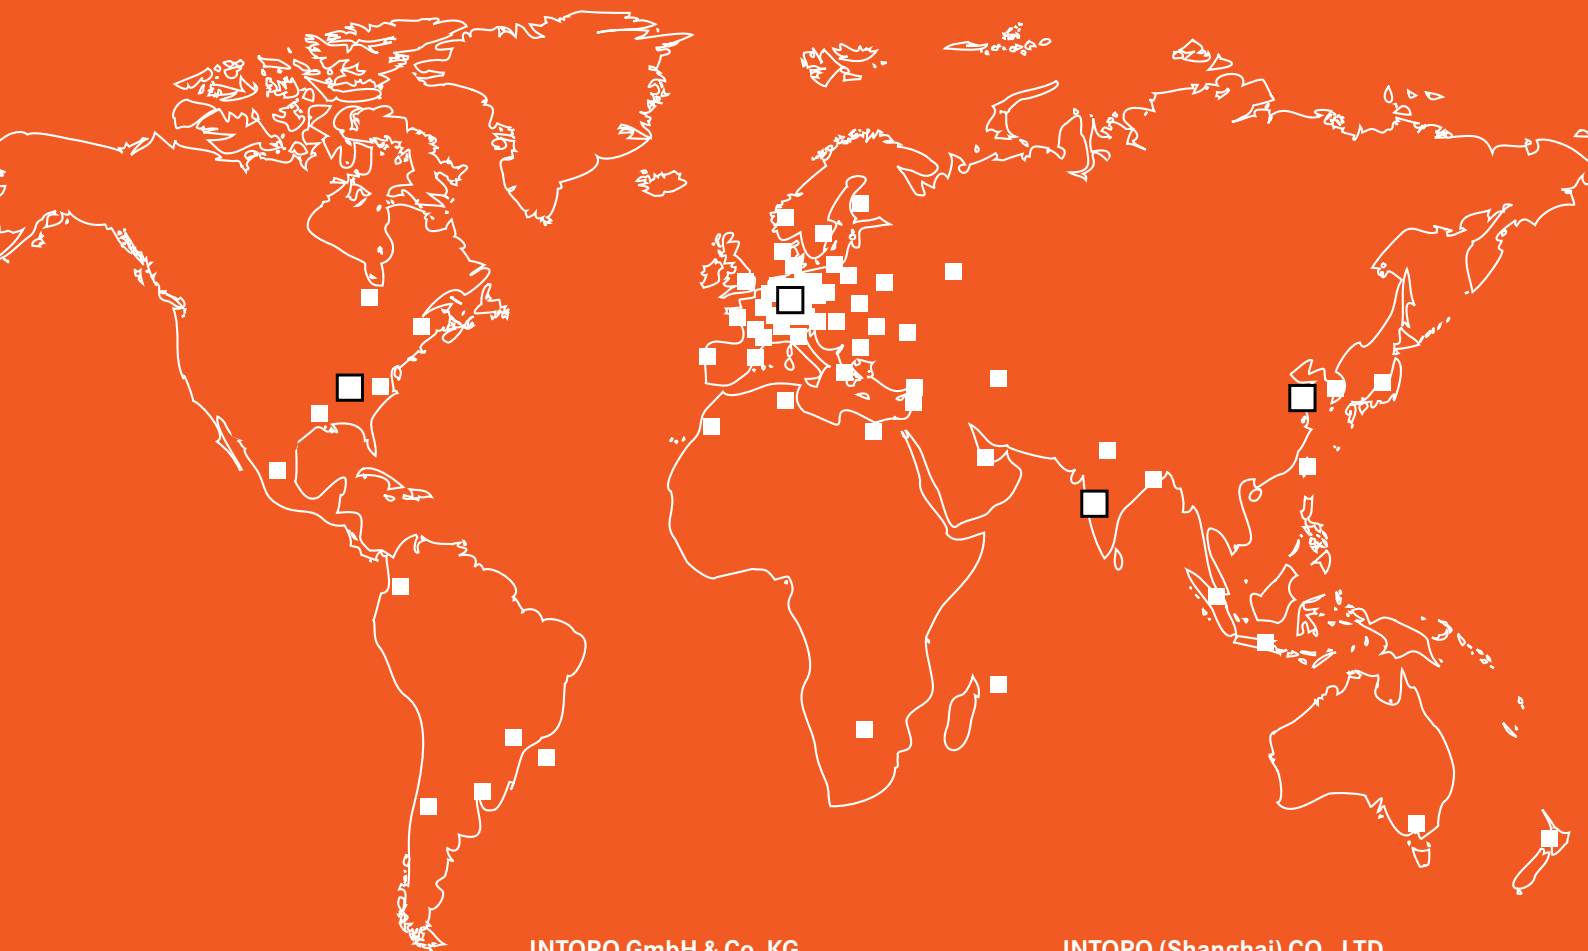 INTORQ GmbH & Co. KG
INTORQ (Shanghai) CO., LTD